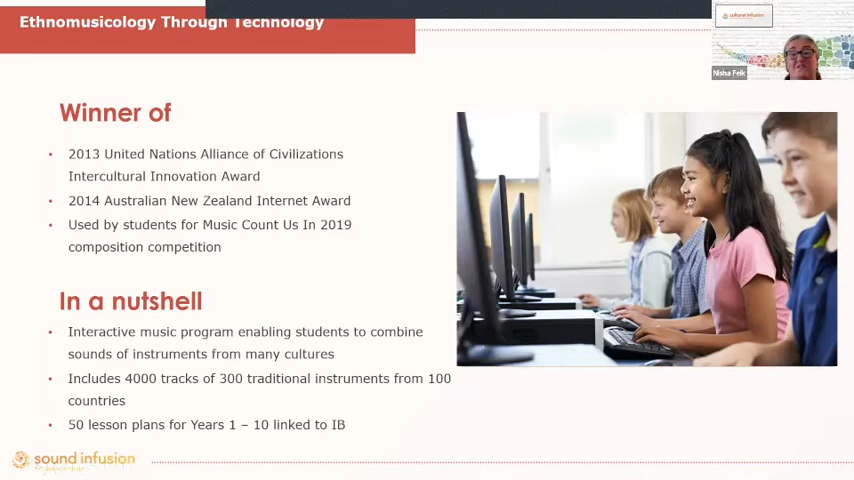 Ethnomusicology Through Technology
cultural infusion
Nisha Feik
Winner of
• 2013 United Nations Alliance of Civilizations
Intercultural Innovation Award
• 2014 Australian New Zealand Internet Award
• Used by students for Music Count Us In 2019
composition competition
In a nutshell
• Interactive music program enabling students to combine
sounds of instruments from many cultures
• Includes 4000 tracks of 300 traditional instruments from 100
countries
• 50 lesson plans for Years 1 – 10 linked to IB
sound infusion